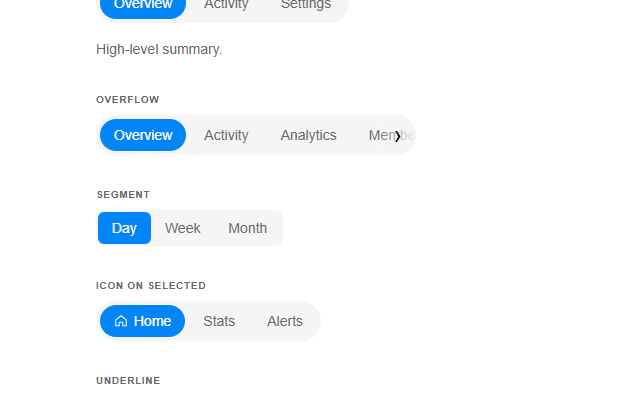 Overview Activity Settings
High-level summary.
OVERFLOW
Overview Activity Analytics
SEGMENT
Day Week Month
ICON ON SELECTED
Home Stats Alerts
UNDERLINE